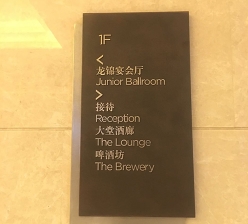 1F
<
龙锦宴会厅
Junior Ballroom
>
接待
Reception
大堂酒廊
The Lounge
啤酒坊
The Brewery